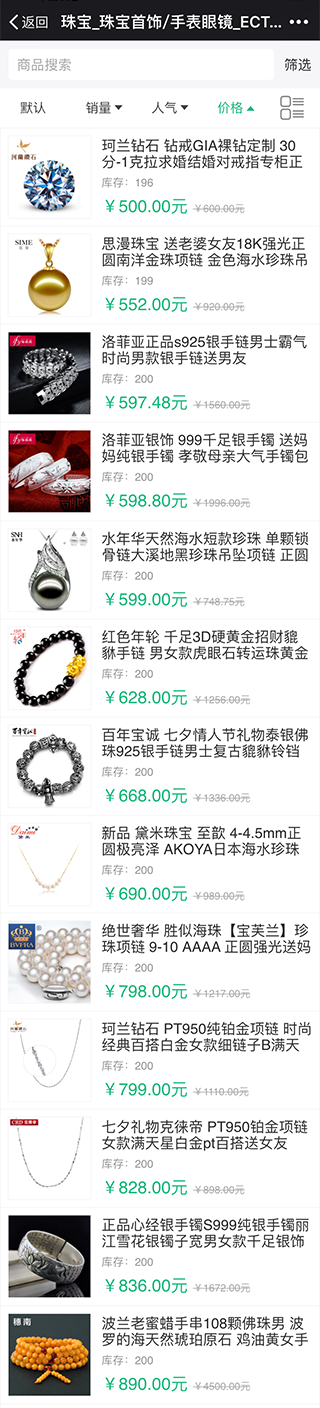 返回 珠宝_珠宝首饰/手表眼镜_ECT... •••
商品搜索 筛选
默认 销量 人气 价格
珂兰钻石 钻戒GIA裸钻定制 30
分-1克拉求婚结婚对戒指专柜正
库存：196
￥500.00元 ￥600.00元
SIME
思漫珠宝 送老婆女友18K强光正
圆南洋金珠项链 金色海水珍珠吊
库存：199
￥552.00元 ￥920.00元
洛菲亚正品s925银手链男士霸气
时尚男款银手链送男友
库存：200
￥597.48元 ￥1560.00元
洛菲亚银饰 999千足银手镯 送妈
妈纯银手镯 孝敬母亲大气手镯包
库存：200
￥598.80元 ￥1996.00元
SNH
水年华天然海水短款珍珠 单颗锁
骨链大溪地黑珍珠吊坠项链 正圆
库存：200
￥599.00元 ￥748.75元
红色年轮 千足3D硬黄金招财貔
貅手链 男女款虎眼石转运珠黄金
库存：200
￥628.00元 ￥1256.00元
百年宝诚 七夕情人节礼物泰银佛
珠925银手链男士复古貔貅铃铛
库存：200
￥668.00元 ￥1336.00元
Daimi
黛米
新品 黛米珠宝 至歆 4-4.5mm正
圆极亮泽 AKOYA日本海水珍珠
库存：200
￥690.00元 ￥989.00元
BVFRA
绝世奢华 胜似海珠【宝芙兰】珍
珠项链 9-10 AAAA 正圆强光送妈
库存：200
￥798.00元 ￥1217.00元
珂兰钻石 PT950纯铂金项链 时尚
经典百搭白金女款细链子B满天
库存：200
￥799.00元 ￥1110.00元
CRD 克徕帝
七夕礼物克徕帝 PT950铂金项链
女款满天星白金pt百搭送女友
库存：200
￥828.00元 ￥898.00元
正品心经银手镯S999纯银手镯丽
江雪花银镯子宽男女款千足银饰
库存：200
￥836.00元 ￥1672.00元
穗南
波兰老蜜蜡手串108颗佛珠男 波
罗的海天然琥珀原石 鸡油黄女手
库存：200
￥890.00元 ￥4500.00元